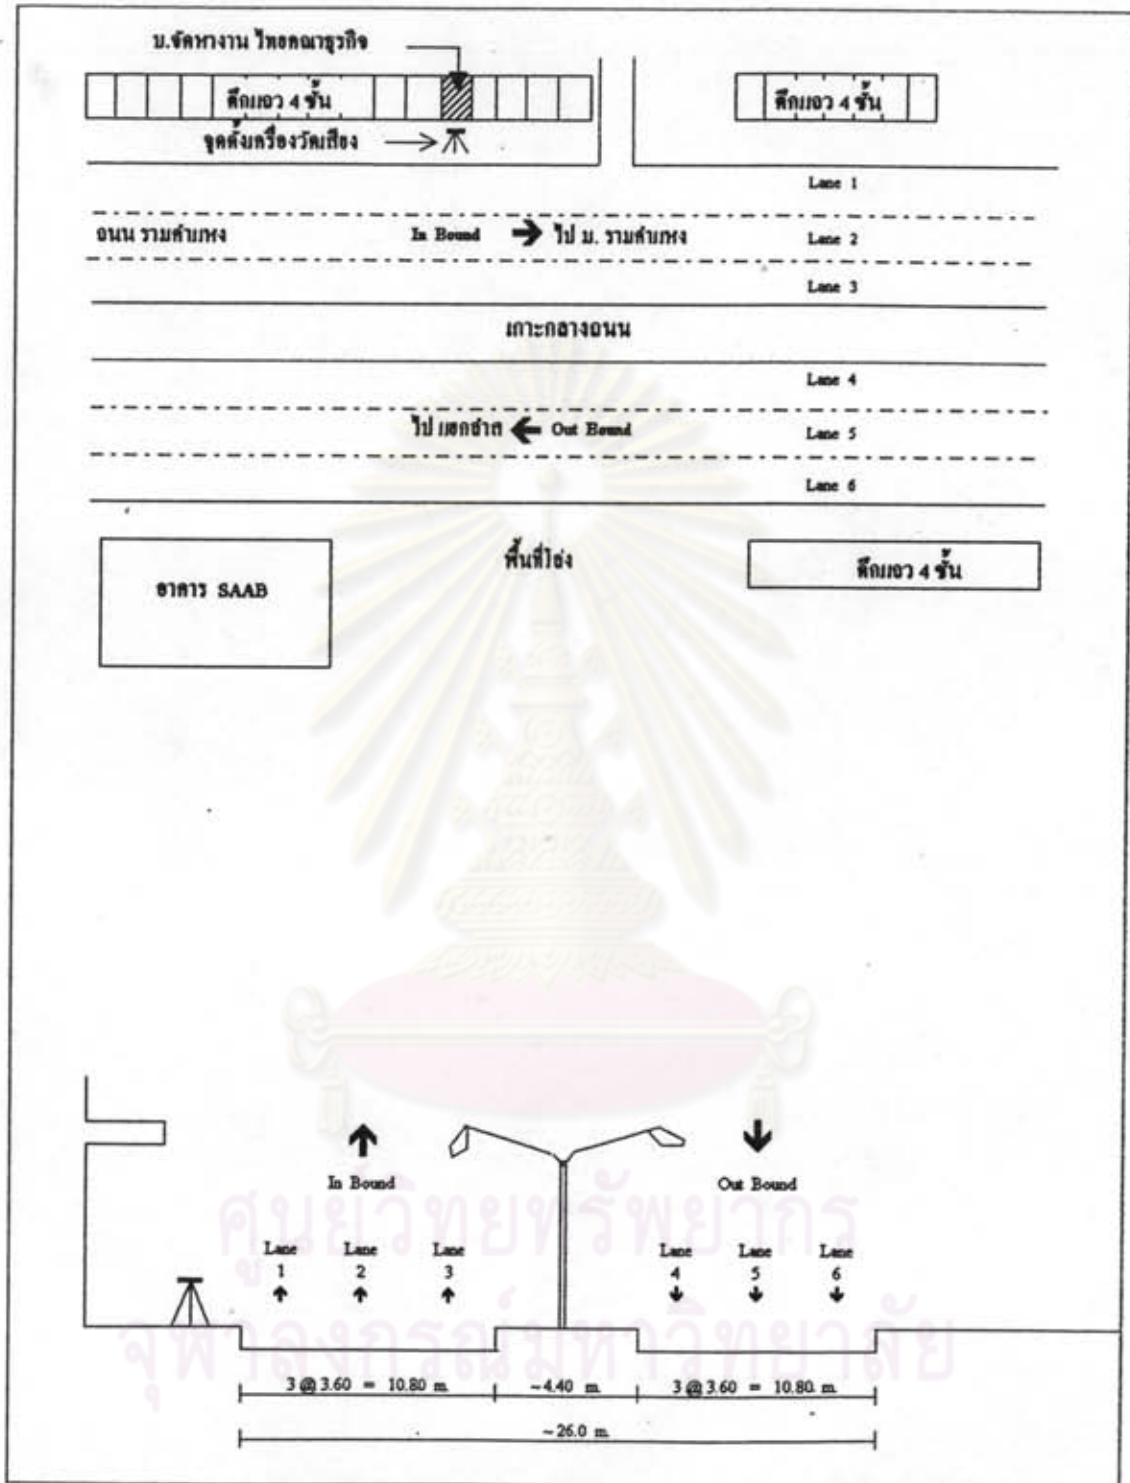 บ.จัดหางาน ไทยคณาธุรกิจ
ตึกแถว 4 ชั้น
ตึกแถว 4 ชั้น
จุดตั้งเครื่องวัดเสียง
Lane 1
ถนน รามคำแหง
In Bound
ไป ม. รามคำแหง
Lane 2
Lane 3
เกาะกลางถนน
Lane 4
ไป แยกลำสาลี
Out Bound
Lane 5
Lane 6
พื้นที่โล่ง
อาคาร SAAB
ตึกแถว 4 ชั้น
In Bound
Out Bound
ศูนย์วิทยทรัพยากร
Lane 1
Lane 2
Lane 3
Lane 4
Lane 5
Lane 6
จุฬาลงกรณ์มหาวิทยาลัย
3 @ 3.60 = 10.80 m.
~4.40 m.
3 @ 3.60 = 10.80 m.
~26.0 m.